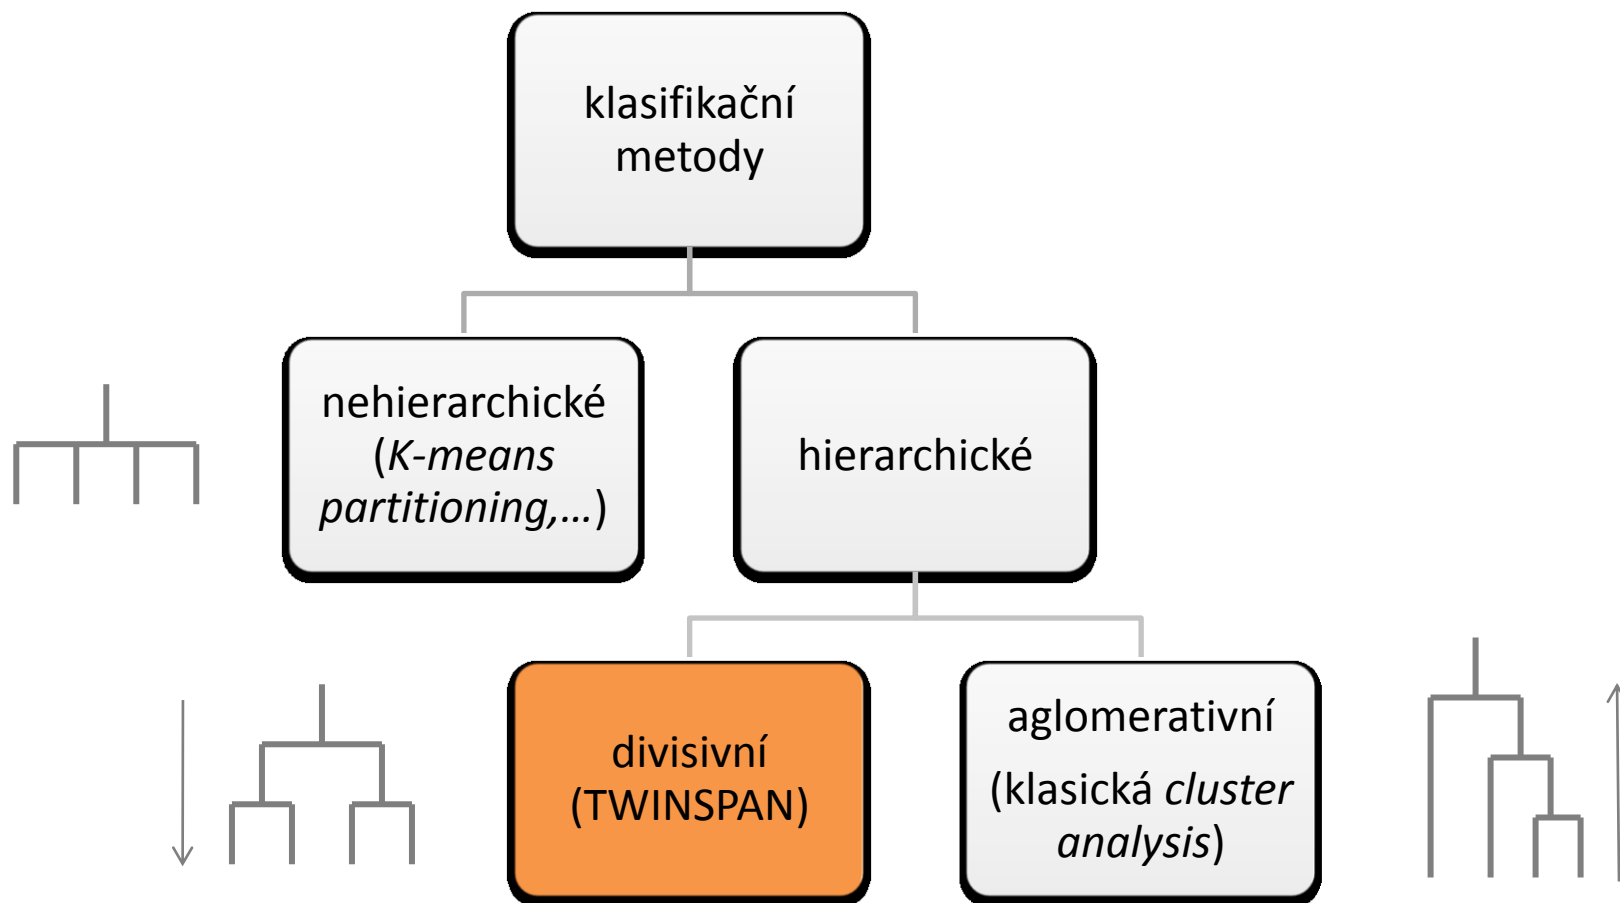 klasifikační
metody
nehierarchické
(K-means
partitioning,...)
hierarchické
divisivní
(TWINSPAN)
aglomerativní
(klasická cluster
analysis)